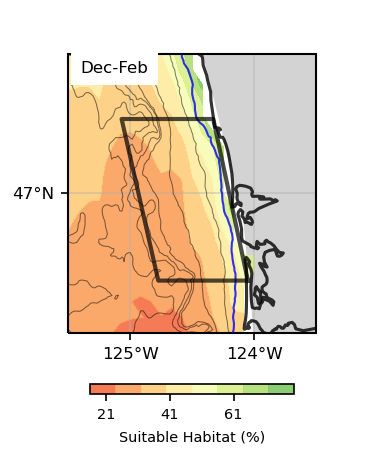 Dec-Feb
47°N
125°W 124°W
21 41 61
Suitable Habitat (%)